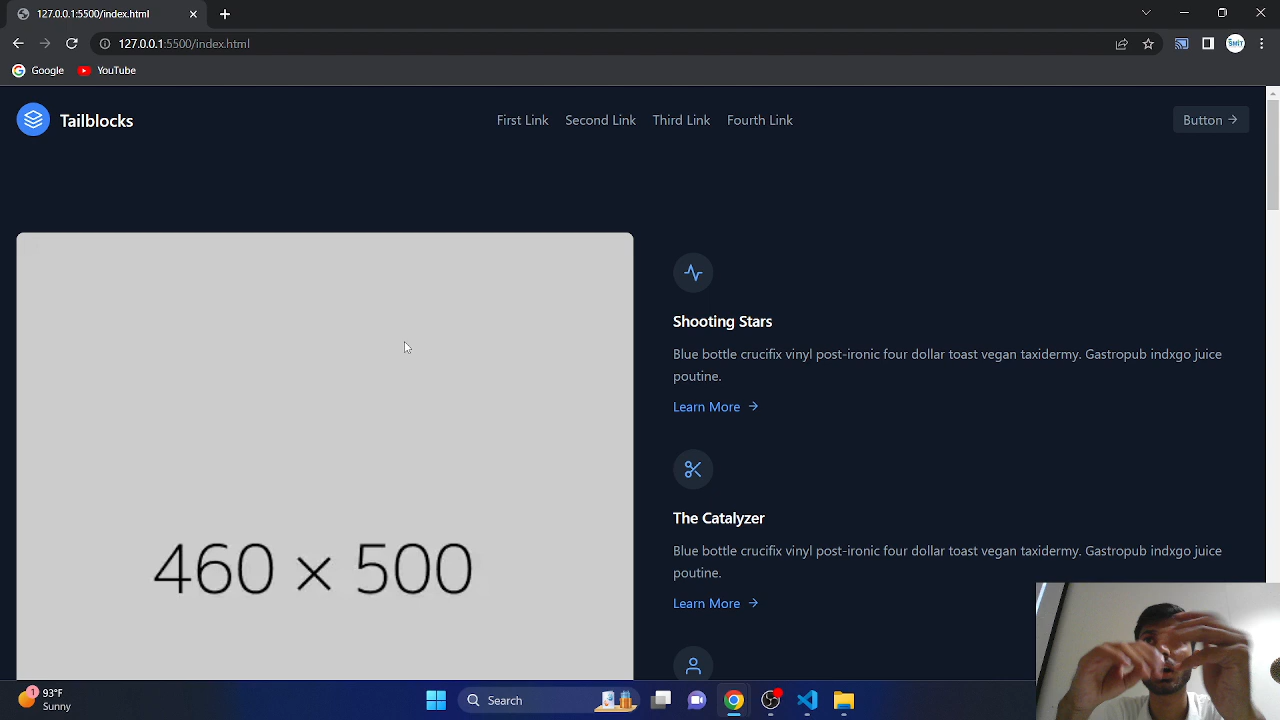 127.0.0.1:5500/index.html
127.0.0.1:5500/index.html
Google YouTube
Tailblocks
First Link Second Link Third Link Fourth Link
Button
460 × 500
Shooting Stars
Blue bottle crucifix vinyl post-ironic four dollar toast vegan taxidermy. Gastropub indxgo juice
poutine.
Learn More
The Catalyzer
Blue bottle crucifix vinyl post-ironic four dollar toast vegan taxidermy. Gastropub indxgo juice
poutine.
Learn More
1
93°F
Sunny
Search